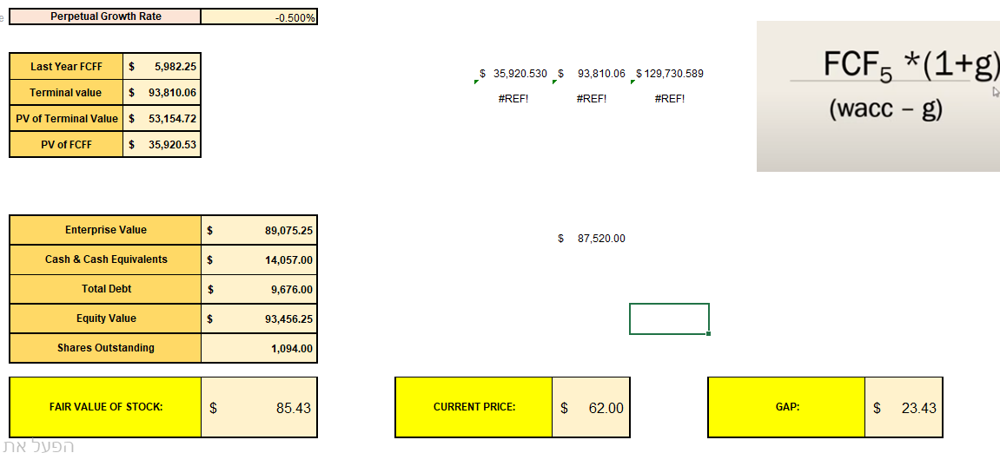 e
Perpetual Growth Rate -0.500%
Last Year FCFF $ 5,982.25
Terminal value $ 93,810.06
PV of Terminal Value $ 53,154.72
PV of FCFF $ 35,920.53
$ 35,920.530 $ 93,810.06 $ 129,730.589
#REF! #REF! #REF!
FCF5 *(1+g)
(wacc – g)
Enterprise Value $ 89,075.25
Cash & Cash Equivalents $ 14,057.00
Total Debt $ 9,676.00
Equity Value $ 93,456.25
Shares Outstanding 1,094.00
$ 87,520.00
FAIR VALUE OF STOCK: $ 85.43
CURRENT PRICE: $ 62.00
GAP: $ 23.43
הפעל את